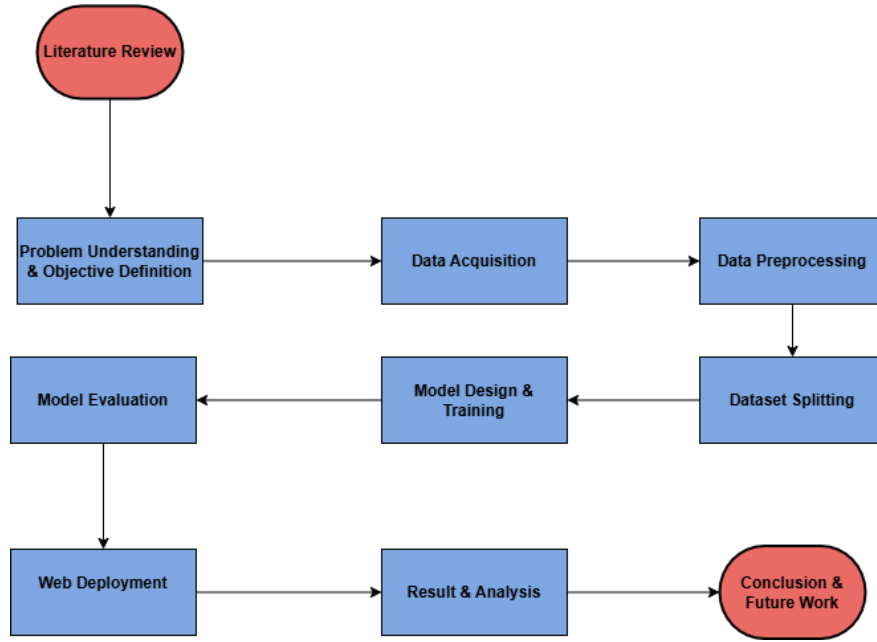 Literature Review
Problem Understanding
& Objective Definition
Data Acquisition
Data Preprocessing
Dataset Splitting
Model Design &
Training
Model Evaluation
Web Deployment
Result & Analysis
Conclusion &
Future Work